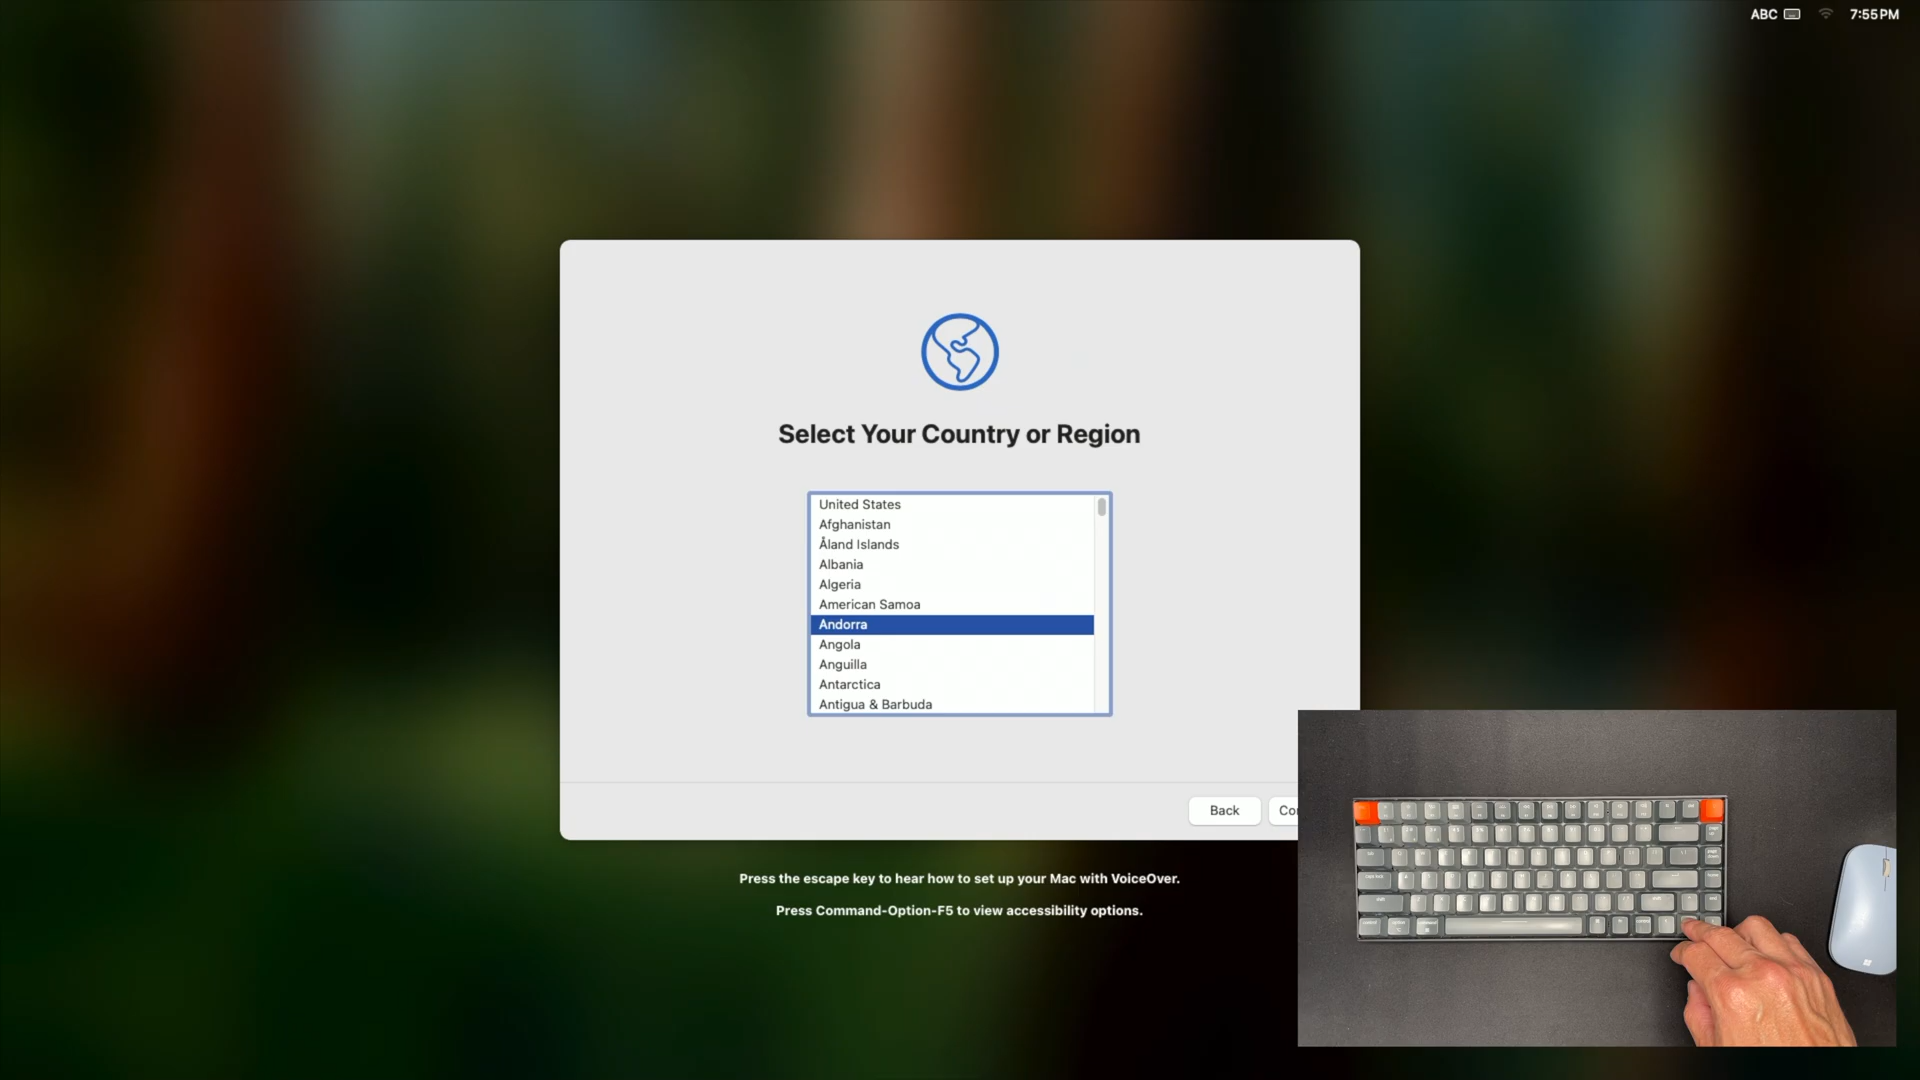 ABC 7:55 PM
Select Your Country or Region
United States
Afghanistan
Åland Islands
Albania
Algeria
American Samoa
Andorra
Angola
Anguilla
Antarctica
Antigua & Barbuda
Back
Press the escape key to hear how to set up your Mac with VoiceOver.
Press Command-Option-F5 to view accessibility options.